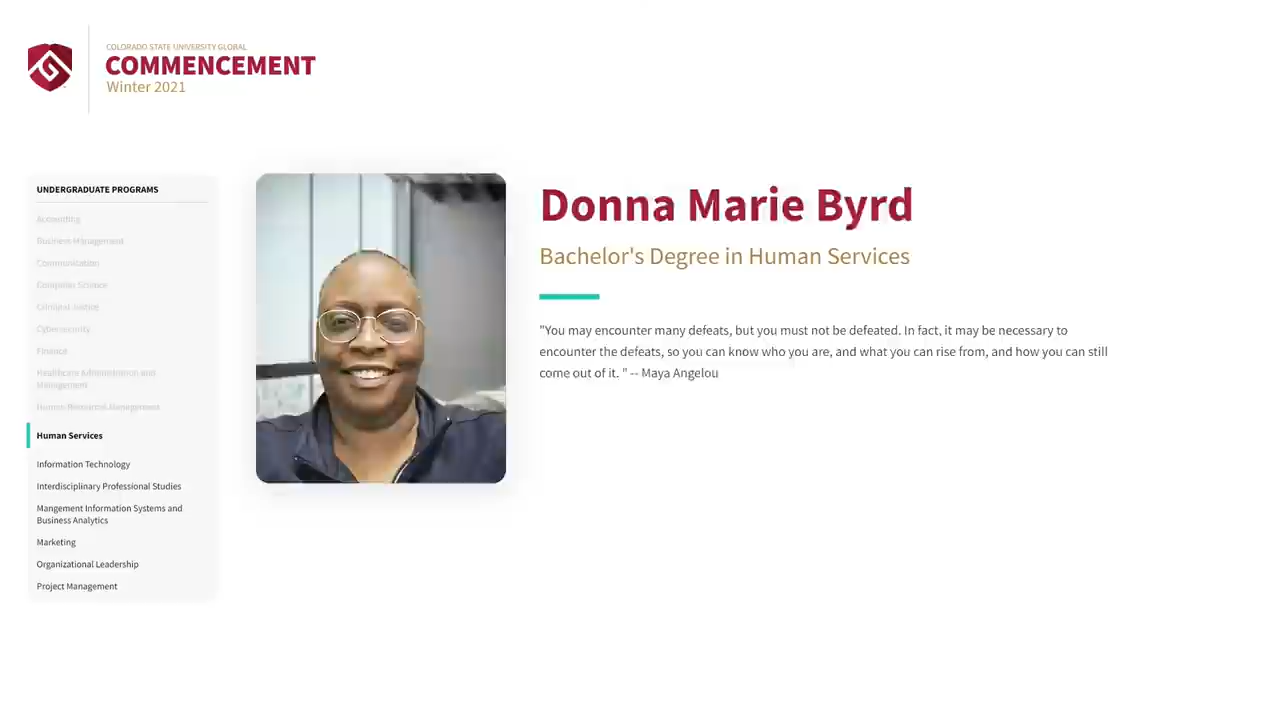 COLORADO STATE UNIVERSITY GLOBAL
COMMENCEMENT
Winter 2021
UNDERGRADUATE PROGRAMS
Accounting
Business Management
Communication
Computer Science
Criminal Justice
Cybersecurity
Finance
Healthcare Administration and
Management
Human Resources Management
Human Services
Information Technology
Interdisciplinary Professional Studies
Mangement Information Systems and
Business Analytics
Marketing
Organizational Leadership
Project Management
Donna Marie Byrd
Bachelor's Degree in Human Services
"You may encounter many defeats, but you must not be defeated. In fact, it may be necessary to
encounter the defeats, so you can know who you are, and what you can rise from, and how you can still
come out of it. " -- Maya Angelou